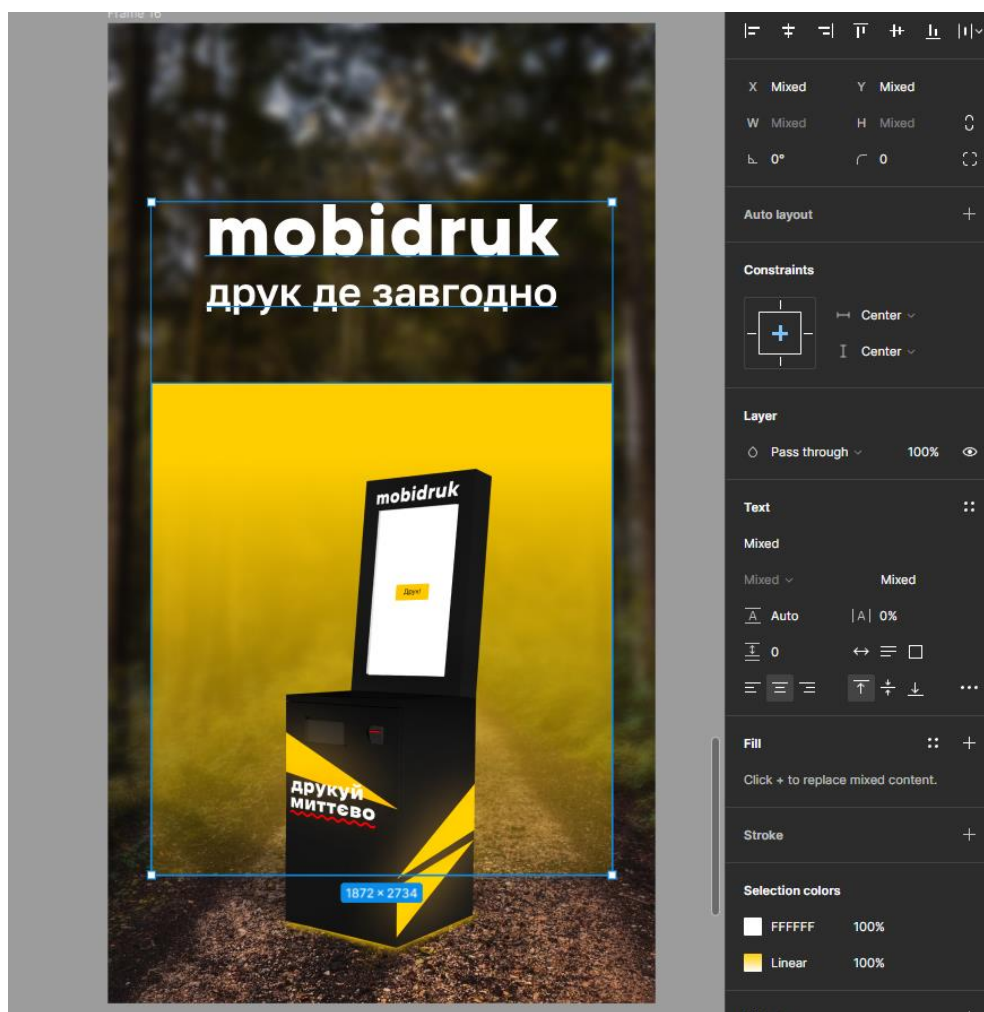 Frame 16
mobidruk
друк де завгодно
mobidruk
Друк!
друкуй
миттєво
1872 × 2734
X Mixed Y Mixed
W Mixed H Mixed
0° 0
Auto layout
Constraints
Center
Center
Layer
Pass through 100%
Text
Mixed
Mixed Mixed
Auto |A| 0%
0
Fill
Click + to replace mixed content.
Stroke
Selection colors
FFFFFF 100%
Linear 100%